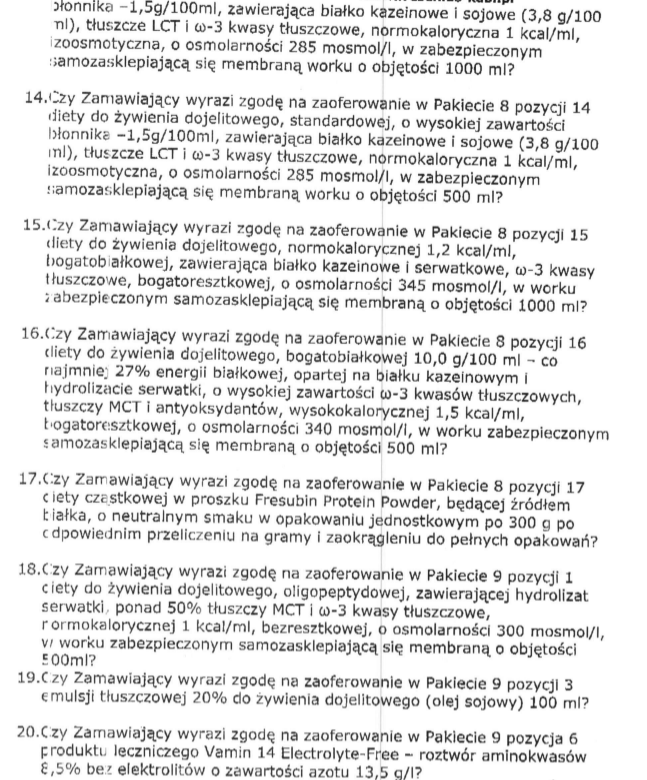 błonnika –1,5g/100ml, zawierająca białko kazeinowe i sojowe (3,8 g/100
ml), tłuszcze LCT i ω-3 kwasy tłuszczowe, normokaloryczna 1 kcal/ml,
izoosmotyczna, o osmolarności 285 mosmol/l, w zabezpieczonym
samozasklepiającą się membraną worku o objętości 1000 ml?
14.Czy Zamawiający wyrazi zgodę na zaoferowanie w Pakiecie 8 pozycji 14
diety do żywienia dojelitowego, standardowej, o wysokiej zawartości
błonnika –1,5g/100ml, zawierająca białko kazeinowe i sojowe (3,8 g/100
ml), tłuszcze LCT i ω-3 kwasy tłuszczowe, normokaloryczna 1 kcal/ml,
izoosmotyczna, o osmolarności 285 mosmol/l, w zabezpieczonym
samozasklepiającą się membraną worku o objętości 500 ml?
15.Czy Zamawiający wyrazi zgodę na zaoferowanie w Pakiecie 8 pozycji 15
diety do żywienia dojelitowego, normokalorycznej 1,2 kcal/ml,
bogatobiałkowej, zawierająca białko kazeinowe i serwatkowe, ω-3 kwasy
tłuszczowe, bogatoresztkowej, o osmolarności 345 mosmol/l, w worku
zabezpieczonym samozasklepiającą się membraną o objętości 1000 ml?
16.Czy Zamawiający wyrazi zgodę na zaoferowanie w Pakiecie 8 pozycji 16
diety do żywienia dojelitowego, bogatobiałkowej 10,0 g/100 ml – co
najmniej 27% energii białkowej, opartej na białku kazeinowym i
hydrolizacie serwatki, o wysokiej zawartości ω-3 kwasów tłuszczowych,
tłuszczy MCT i antyoksydantów, wysokokalorycznej 1,5 kcal/ml,
bogatoresztkowej, o osmolarności 340 mosmol/l, w worku zabezpieczonym
samozasklepiającą się membraną o objętości 500 ml?
17.Czy Zamawiający wyrazi zgodę na zaoferowanie w Pakiecie 8 pozycji 17
diety cząstkowej w proszku Fresubin Protein Powder, będącej źródłem
białka, o neutralnym smaku w opakowaniu jednostkowym po 300 g po
odpowiednim przeliczeniu na gramy i zaokrągleniu do pełnych opakowań?
18.Czy Zamawiający wyrazi zgodę na zaoferowanie w Pakiecie 9 pozycji 1
diety do żywienia dojelitowego, oligopeptydowej, zawierającej hydrolizat
serwatki, ponad 50% tłuszczy MCT i ω-3 kwasy tłuszczowe,
normokalorycznej 1 kcal/ml, bezresztkowej, o osmolarności 300 mosmol/l,
w worku zabezpieczonym samozasklepiającą się membraną o objętości
500ml?
19.Czy Zamawiający wyrazi zgodę na zaoferowanie w Pakiecie 9 pozycji 3
emulsji tłuszczowej 20% do żywienia dojelitowego (olej sojowy) 100 ml?
20.Czy Zamawiający wyrazi zgodę na zaoferowanie w Pakiecie 9 pozycja 6
produktu leczniczego Vamin 14 Electrolyte-Free – roztwór aminokwasów
8,5% bez elektrolitów o zawartości azotu 13,5 g/l?